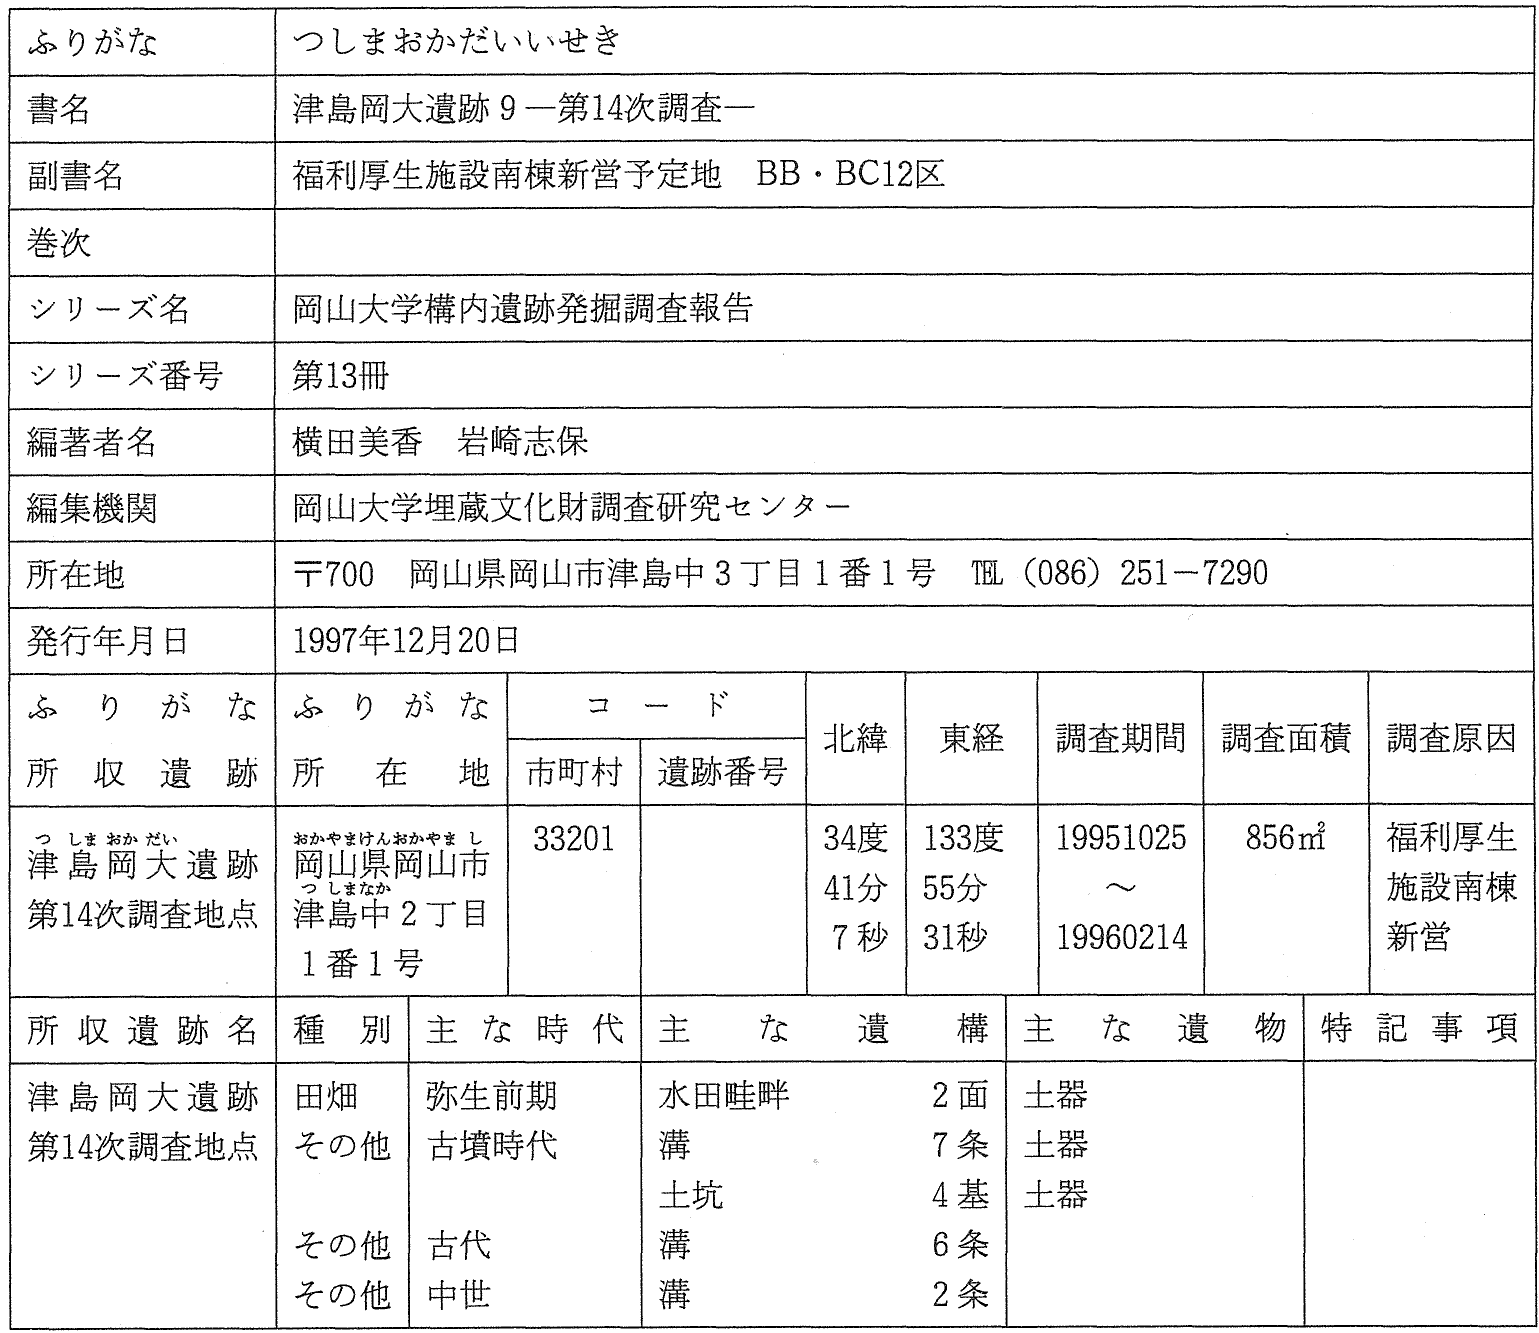 ふりがな　つしまおかだいいせき
書名　津島岡大遺跡9―第14次調査―
副書名　福利厚生施設南棟新営予定地　BB・BC12区
巻次
シリーズ名　岡山大学構内遺跡発掘調査報告
シリーズ番号　第13冊
編著者名　横田美香　岩崎志保
編集機関　岡山大学埋蔵文化財調査研究センター
所在地　〒700　岡山県岡山市津島中3丁目1番1号　℡（086）251－7290
発行年月日　1997年12月20日
ふりがな　ふりがな　コード　北緯　東経　調査期間　調査面積　調査原因
所収遺跡　所在地　市町村　遺跡番号
つしまおかだい　おかやまけんおかやまし
津島岡大遺跡　岡山県岡山市　33201　34度　133度　19951025　856㎡　福利厚生
つしまなか
第14次調査地点　津島中2丁目　41分　55分　～　施設南棟
1番1号　7秒　31秒　19960214　新営
所収遺跡名　種別　主な時代　主な遺構　主な遺物　特記事項
津島岡大遺跡　田畑　弥生前期　水田畦畔　2面　土器
第14次調査地点　その他　古墳時代　溝　7条　土器
土坑　4基　土器
その他　古代　溝　6条
その他　中世　溝　2条